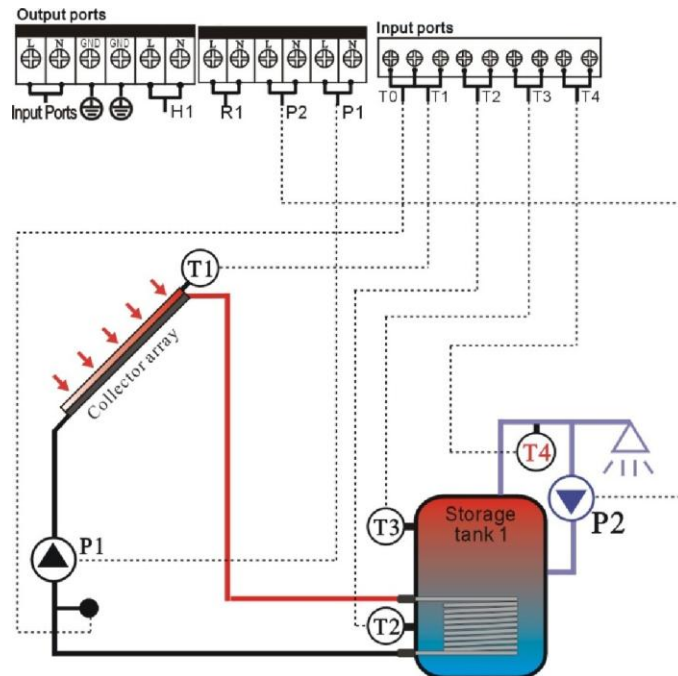 Output ports
Input ports
L N GND GND L N L N L N L N
Input Ports H1 R1 P2 P1 T0 T1 T2 T3 T4
T1
Collector array
T4
P1
T3
Storage
tank 1
P2
T2